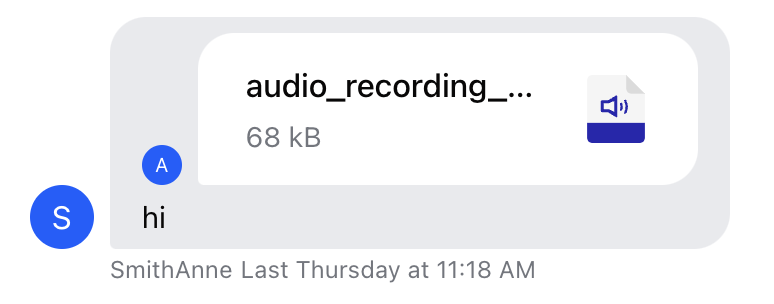 audio_recording_...
68 kB
A
S
hi
SmithAnne Last Thursday at 11:18 AM